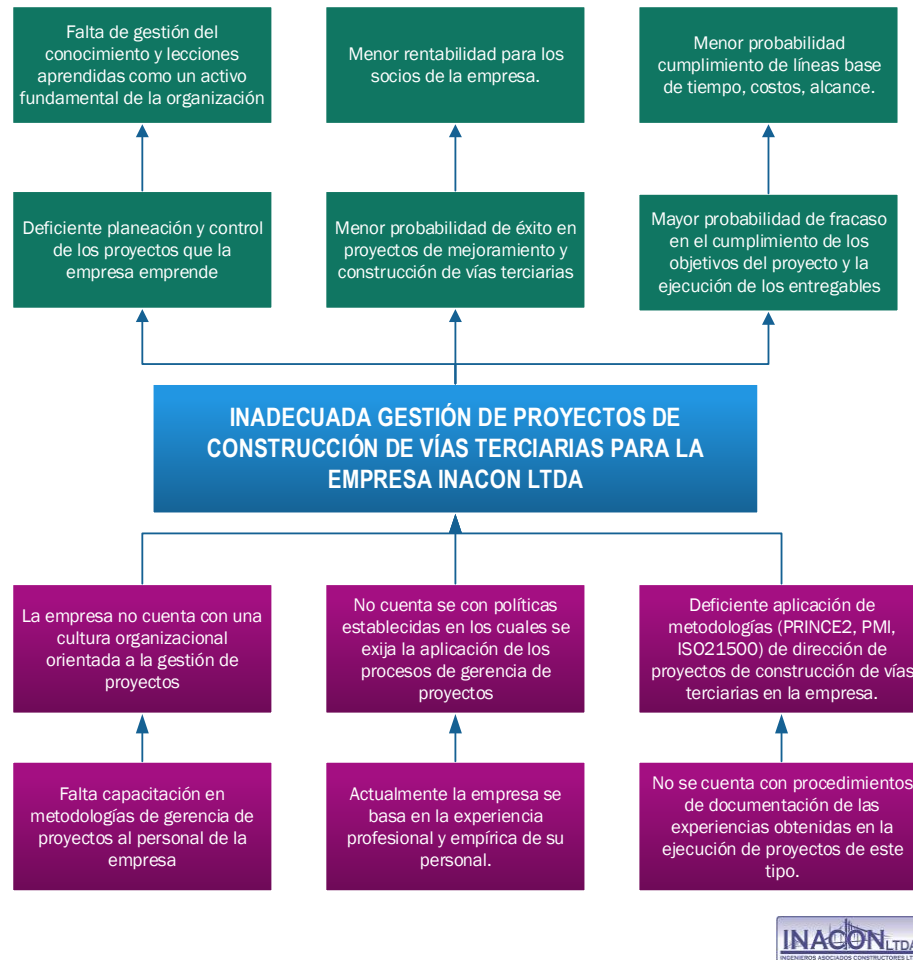 Falta de gestión del
conocimiento y lecciones
aprendidas como un activo
fundamental de la organización
Menor rentabilidad para los
socios de la empresa.
Menor probabilidad
cumplimiento de líneas base
de tiempo, costos, alcance.
Deficiente planeación y control
de los proyectos que la
empresa emprende
Menor probabilidad de éxito en
proyectos de mejoramiento y
construcción de vías terciarias
Mayor probabilidad de fracaso
en el cumplimiento de los
objetivos del proyecto y la
ejecución de los entregables
INADECUADA GESTIÓN DE PROYECTOS DE
CONSTRUCCIÓN DE VÍAS TERCIARIAS PARA LA
EMPRESA INACON LTDA
La empresa no cuenta con una
cultura organizacional
orientada a la gestión de
proyectos
No cuenta se con políticas
establecidas en los cuales se
exija la aplicación de los
procesos de gerencia de
proyectos
Deficiente aplicación de
metodologías (PRINCE2, PMI,
ISO21500) de dirección de
proyectos de construcción de vías
terciarias en la empresa.
Falta capacitación en
metodologías de gerencia de
proyectos al personal de la
empresa
Actualmente la empresa se
basa en la experiencia
profesional y empírica de su
personal.
No se cuenta con procedimientos
de documentación de las
experiencias obtenidas en la
ejecución de proyectos de este
tipo.
INACON LTDA
INGENIEROS ASOCIADOS CONSTRUCTORES